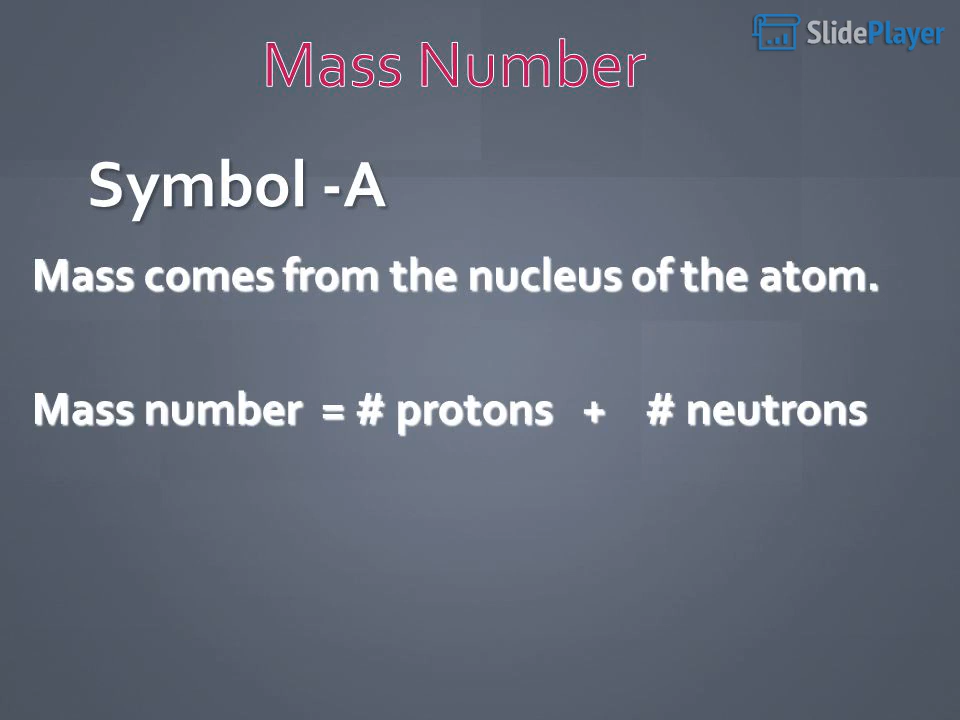 SlidePlayer
Mass Number
Symbol -A
Mass comes from the nucleus of the atom.
Mass number = # protons + # neutrons